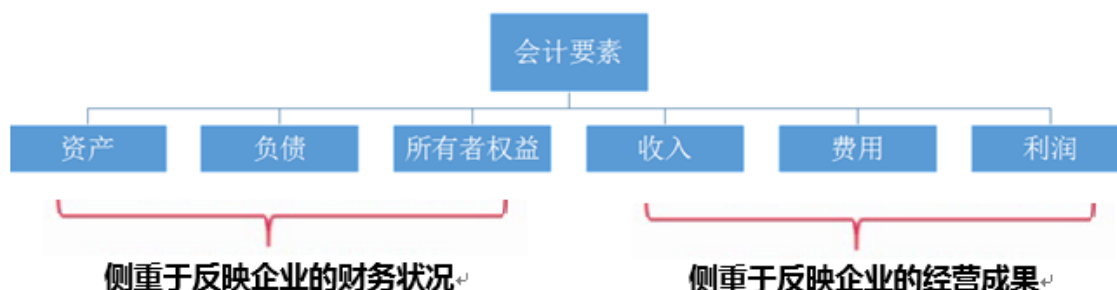 会计要素
资产 负债 所有者权益 收入 费用 利润
侧重于反映企业的财务状况 侧重于反映企业的经营成果